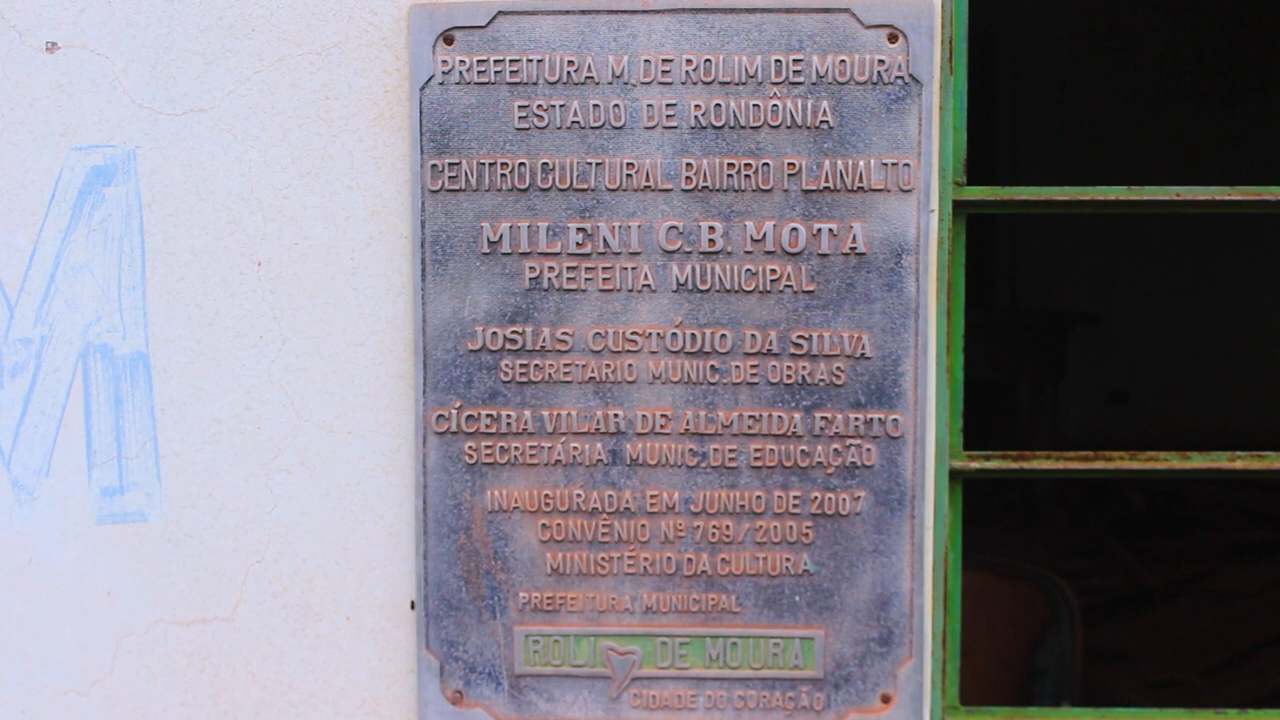 PREFEITURA M. DE ROLIM DE MOURA
ESTADO DE RONDÔNIA
CENTRO CULTURAL BAIRRO PLANALTO
MILENI C.B. MOTA
PREFEITA MUNICIPAL
JOSIAS CUSTÓDIO DA SILVA
SECRETARIO MUNIC. DE OBRAS
CÍCERA VILAR DE ALMEIDA FARTO
SECRETÁRIA MUNIC. DE EDUCAÇÃO
INAUGURADA EM JUNHO DE 2007
CONVÊNIO Nº 769/2005
MINISTÉRIO DA CULTURA
PREFEITURA MUNICIPAL
ROLI DE MOURA
CIDADE DO CORAÇÃO
M